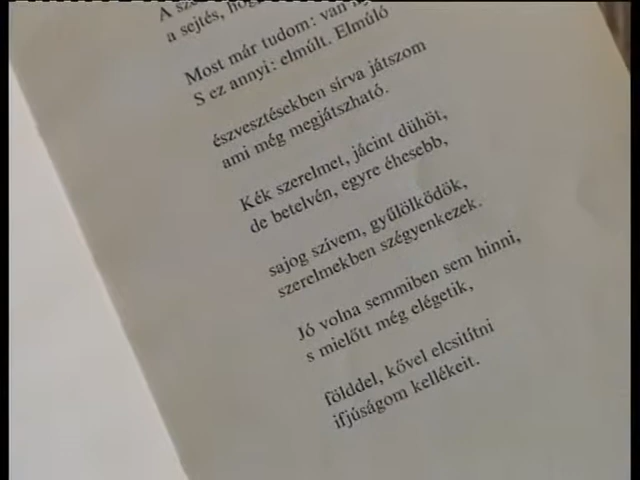 a sejtés, hogy
Most már tudom: van
S ez annyi: elmúlt. Elmúló
észvesztésekben sírva játszom
ami még megjátszható.
Kék szerelmet, jácint dühöt,
de betelvén, egyre éhesebb,
sajog szívem, gyűlölködök,
szerelmekben szégyenkezek.
Jó volna semmiben sem hinni,
s mielőtt még elégetik,
földdel, kővel elcsitítni
ifjúságom kellékeit.